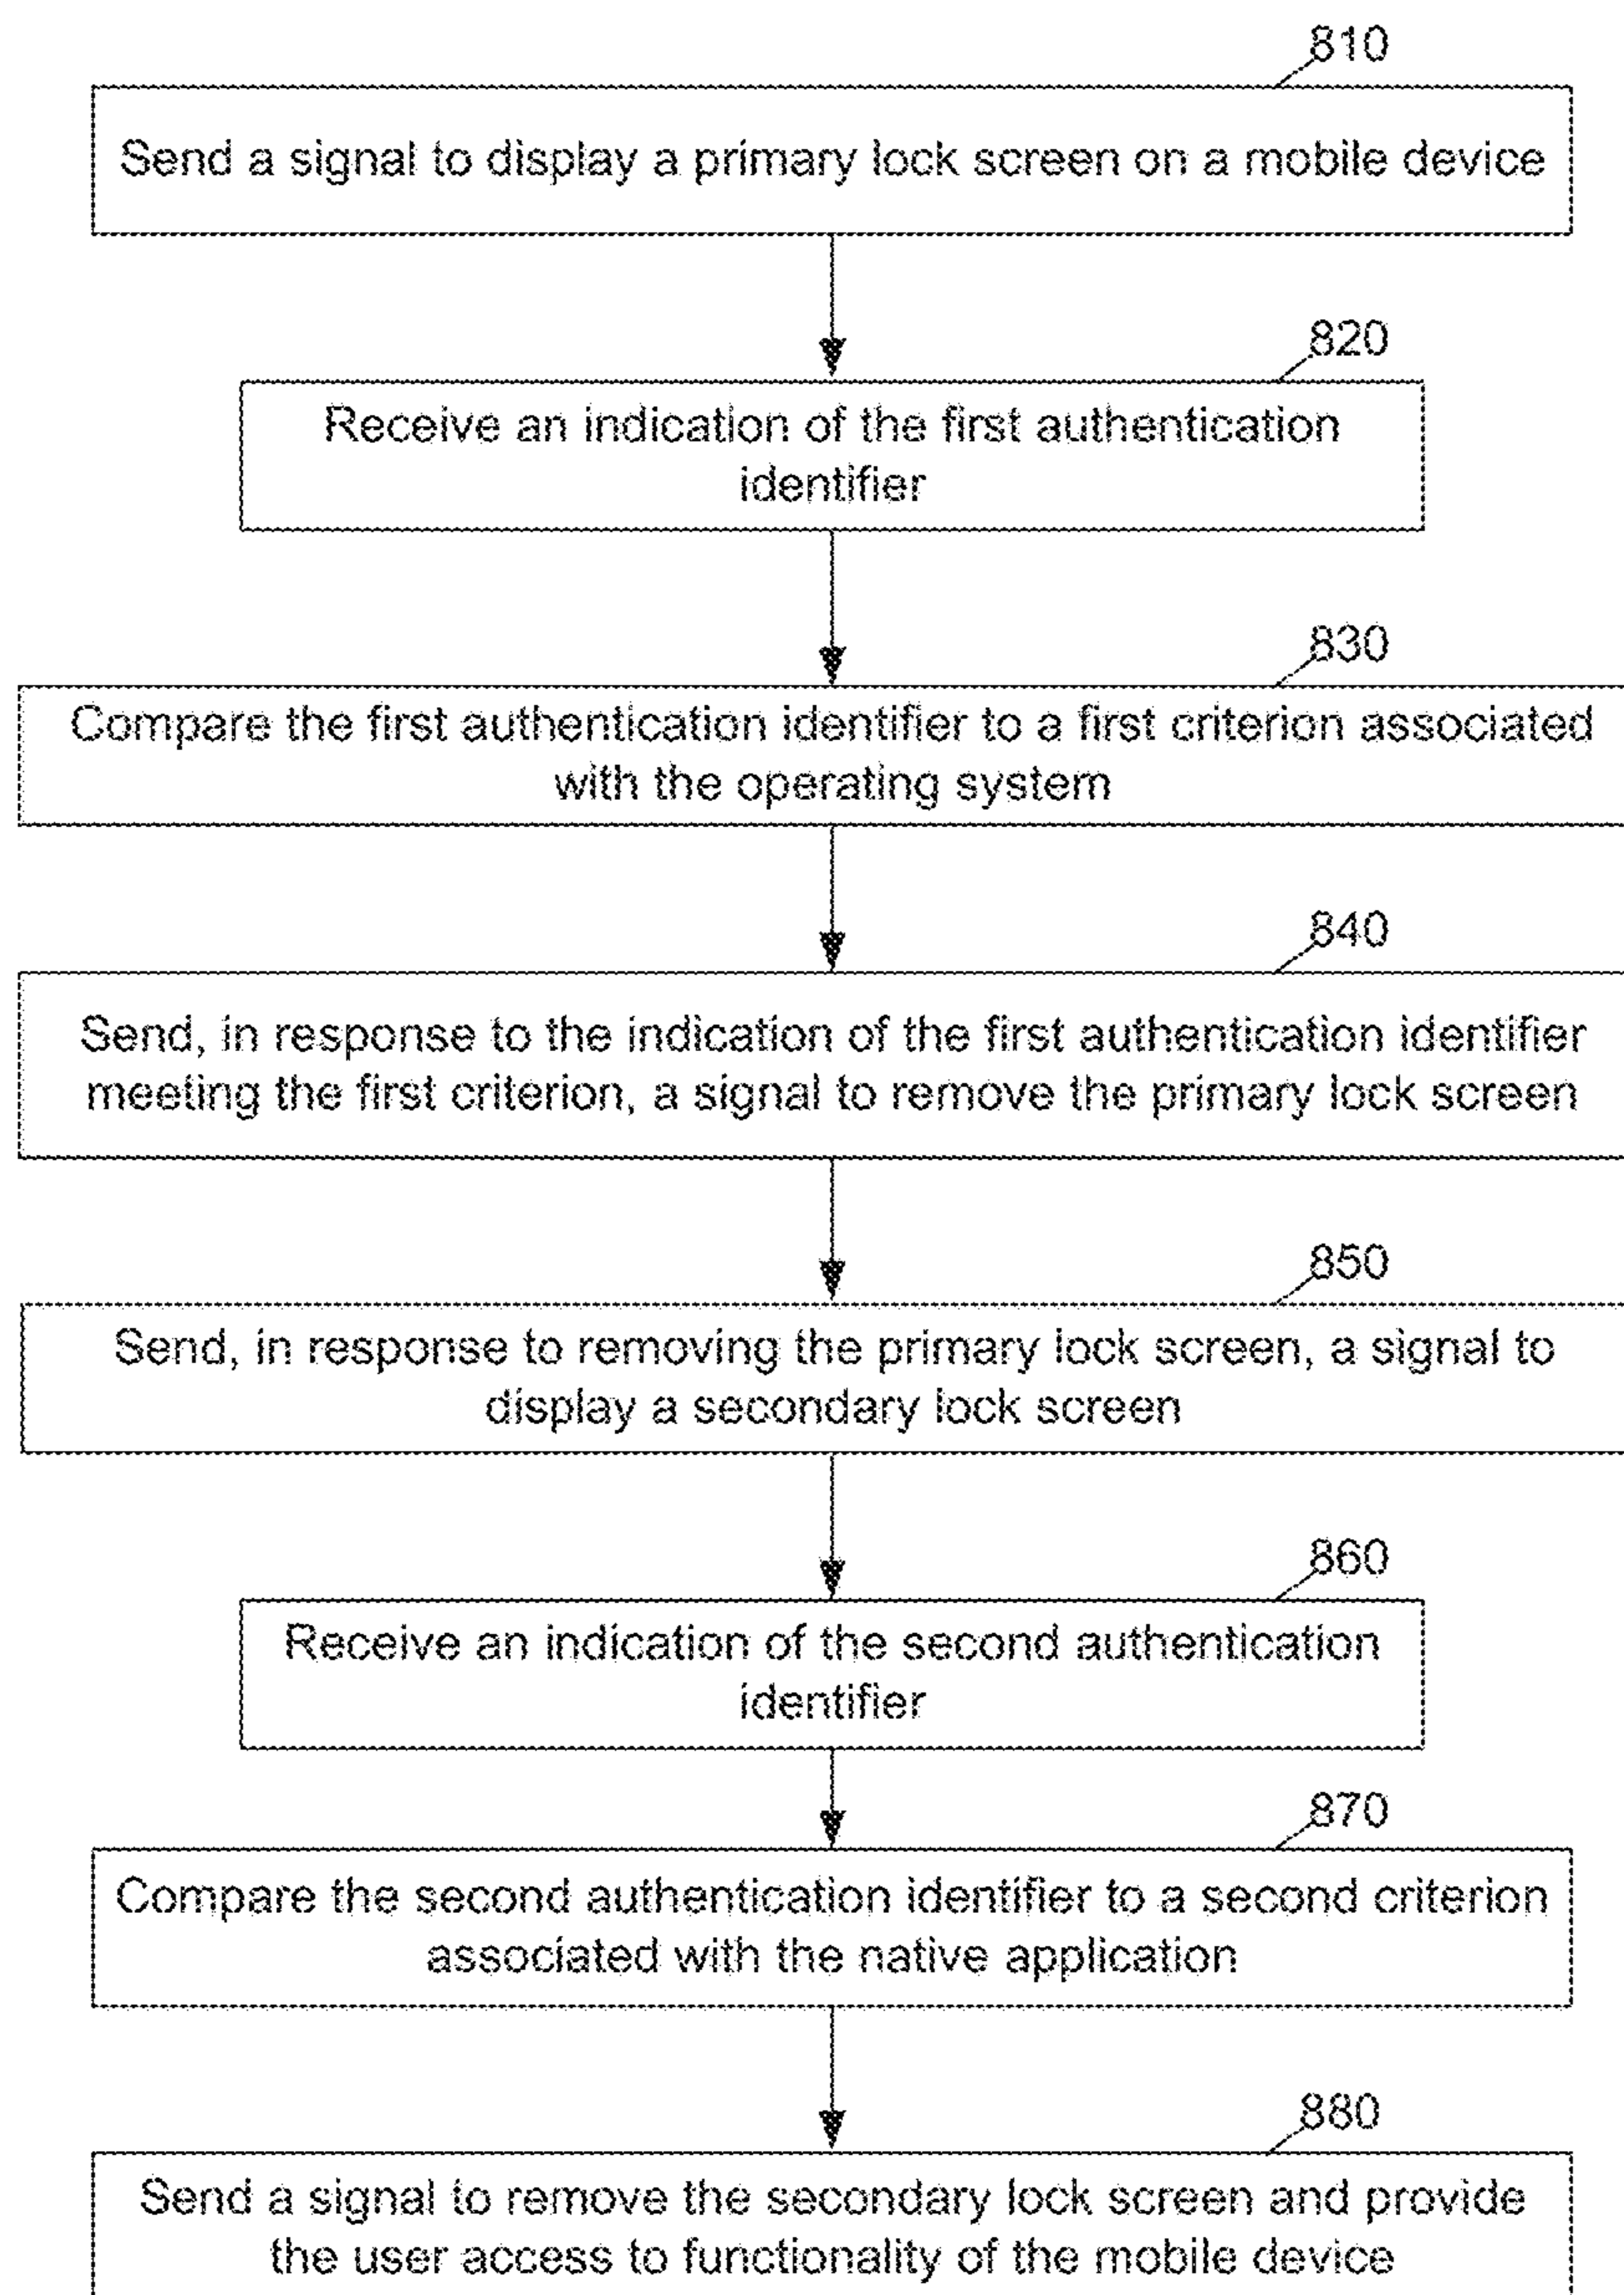 810
Send a signal to display a primary lock screen on a mobile device
820
Receive an indication of the first authentication
identifier
830
Compare the first authentication identifier to a first criterion associated
with the operating system
840
Send, in response to the indication of the first authentication identifier
meeting the first criterion, a signal to remove the primary lock screen
850
Send, in response to removing the primary lock screen, a signal to
display a secondary lock screen
860
Receive an indication of the second authentication
identifier
870
Compare the second authentication identifier to a second criterion
associated with the native application
880
Send a signal to remove the secondary lock screen and provide
the user access to functionality of the mobile device